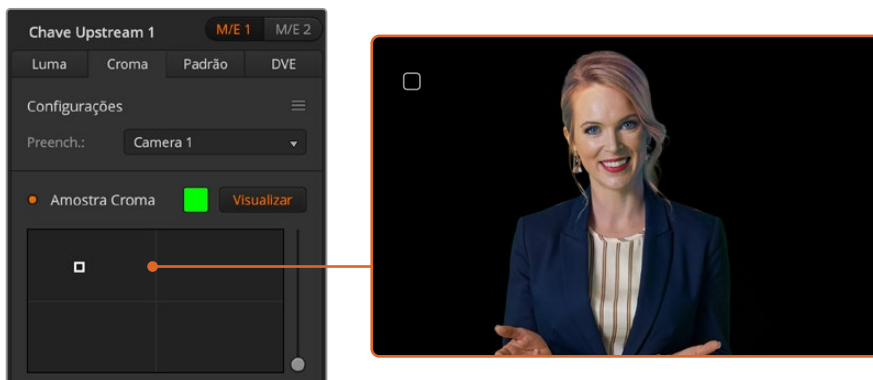 Chave Upstream 1 M/E 1 M/E 2
Luma Croma Padrão DVE
Configurações
Preench.: Camera 1
Amostra Croma Visualizar